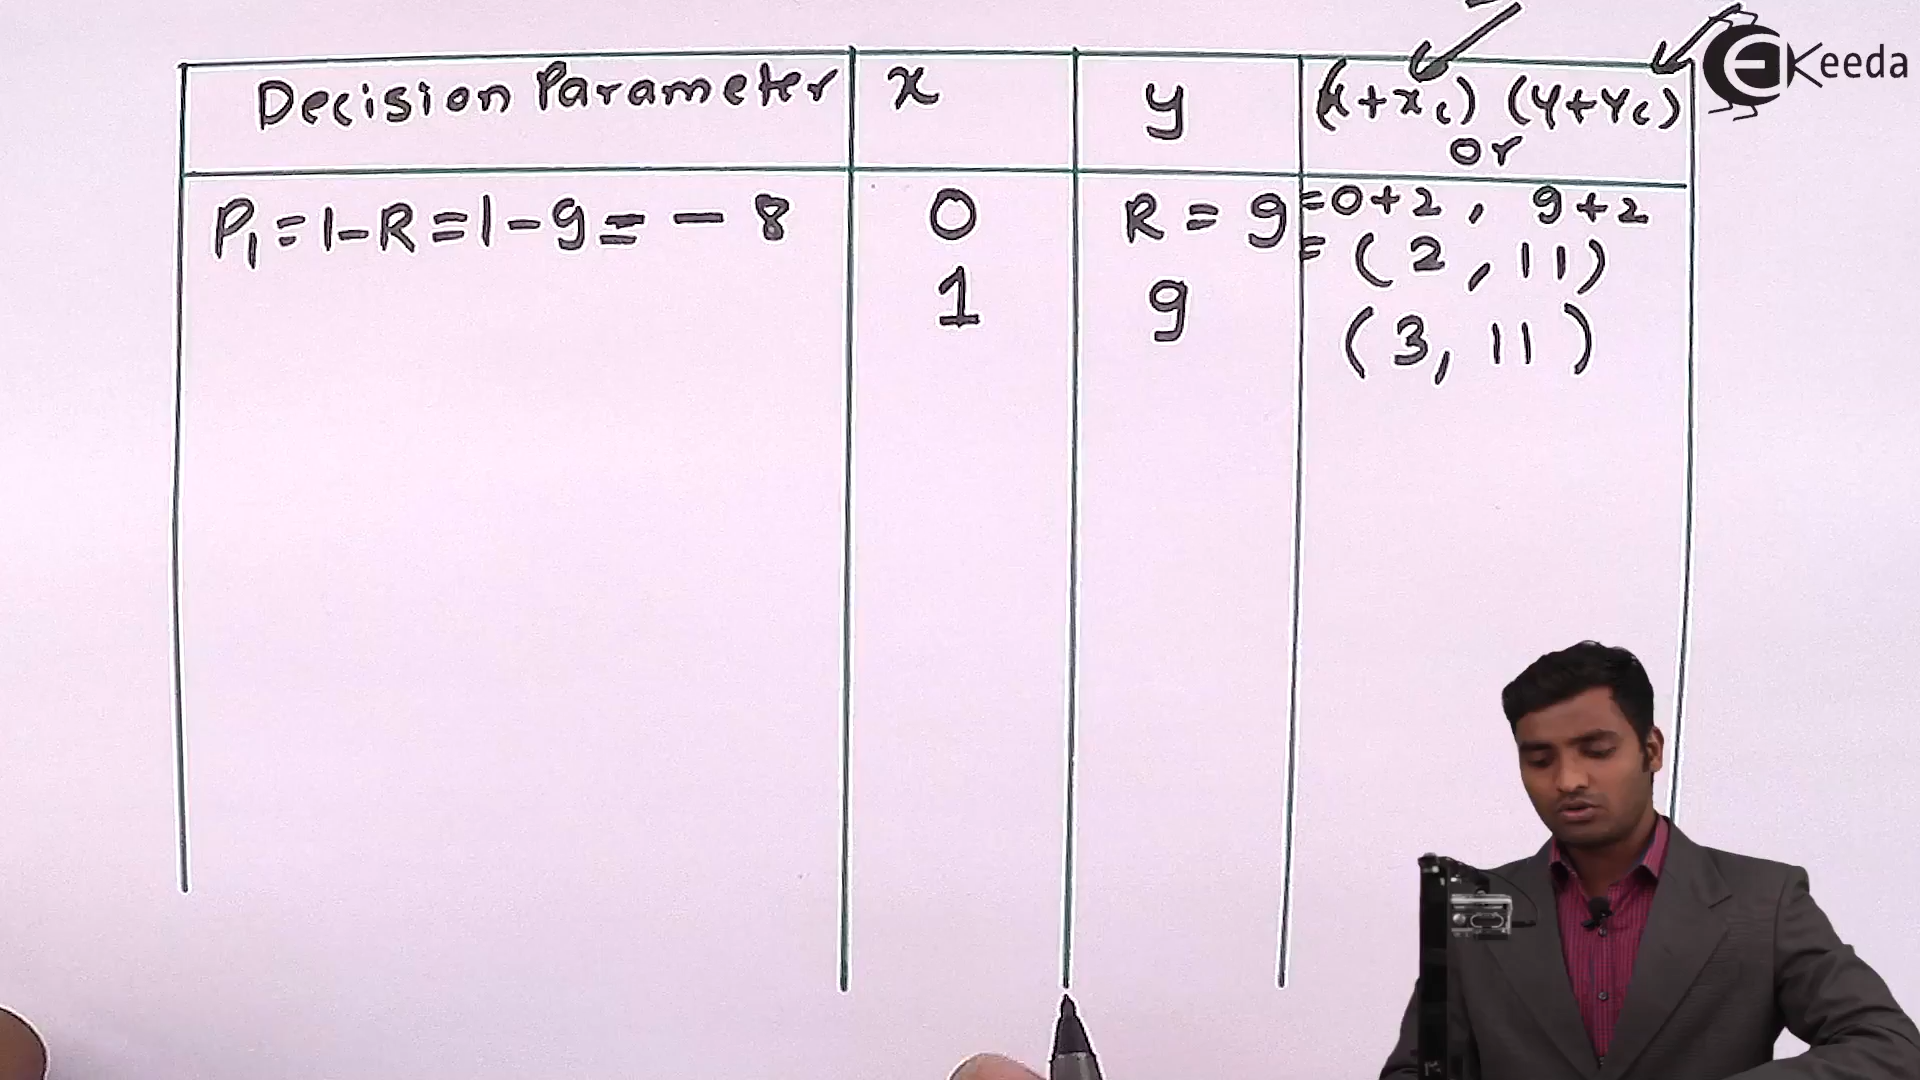 Keeda
Decision Parameter x y (x+xc) (y+yc)
or
P1 = 1-R = 1-9 = -8 0 R = 9 = 0+2, 9+2
= (2, 11)
1 9 (3, 11)